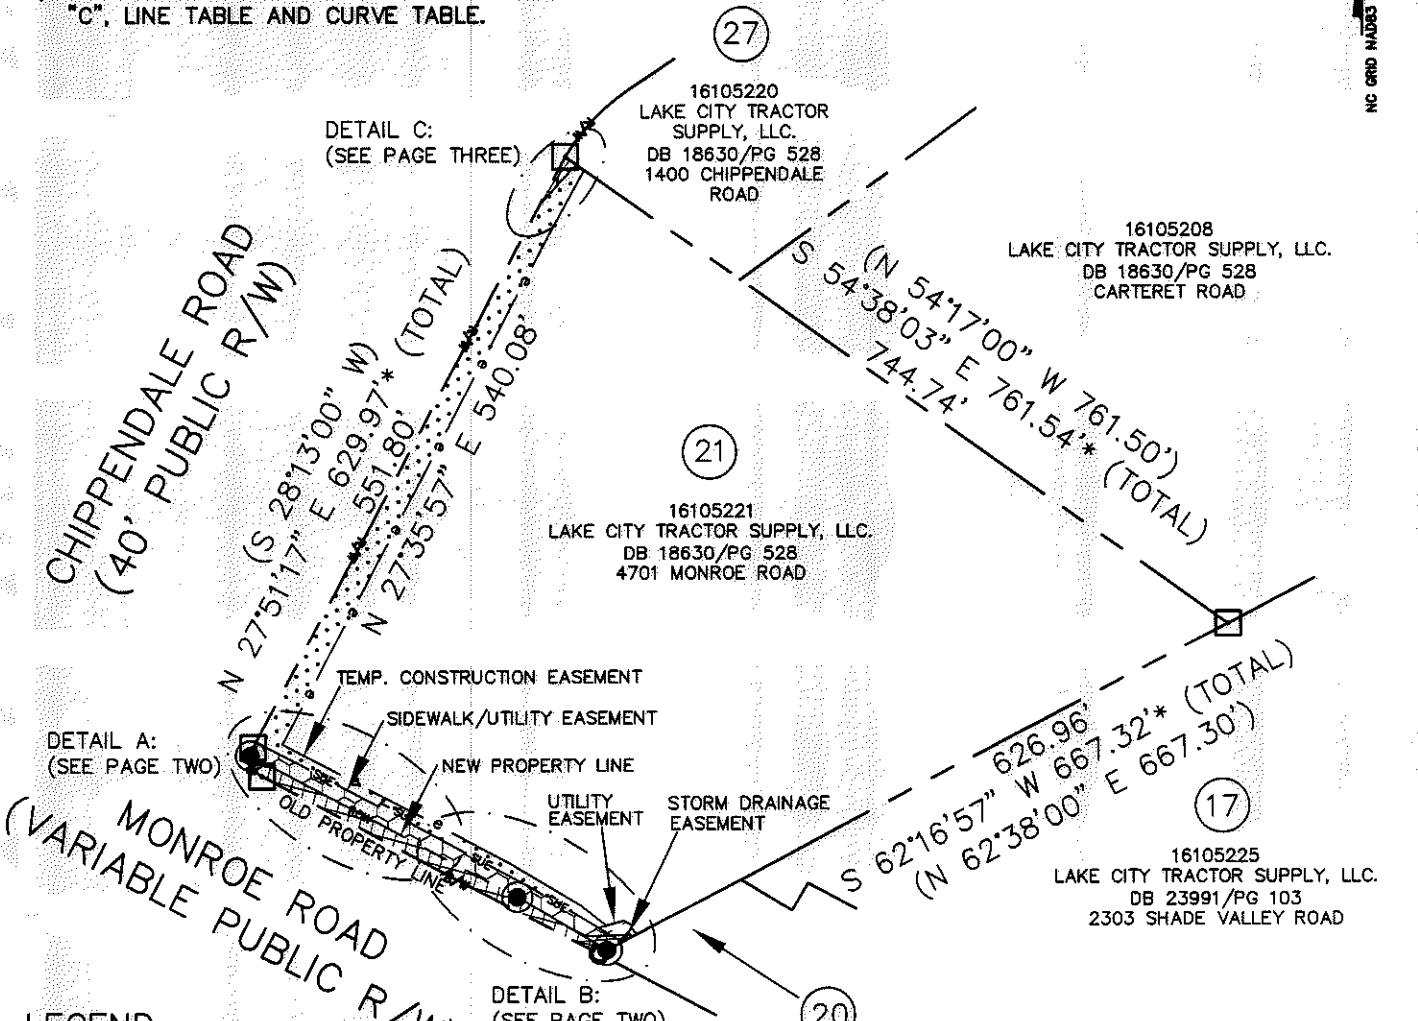 "C", LINE TABLE AND CURVE TABLE.
27
NC GRID NAD83
16105220
LAKE CITY TRACTOR
SUPPLY, LLC.
DB 18630/PG 528
1400 CHIPPENDALE
ROAD
DETAIL C:
(SEE PAGE THREE)
16105208
LAKE CITY TRACTOR SUPPLY, LLC.
DB 18630/PG 528
CARTERET ROAD
(N 54°17'00" W 761.50')
S 54°38'03" E 761.54'* (TOTAL)
744.74'
CHIPPENDALE ROAD
(40' PUBLIC R/W)
(S 28°13'00" W)
N 27°51'17" E 629.97'* (TOTAL)
551.80'
N 27°35'57" E 540.08'
21
16105221
LAKE CITY TRACTOR SUPPLY, LLC.
DB 18630/PG 528
4701 MONROE ROAD
TEMP. CONSTRUCTION EASEMENT
SIDEWALK/UTILITY EASEMENT
NEW PROPERTY LINE
DETAIL A:
(SEE PAGE TWO)
OLD PROPERTY LINE
SUE
SUE
SUE
UTILITY
EASEMENT
STORM DRAINAGE
EASEMENT
626.96'
S 62°16'57" W 667.32'* (TOTAL)
(N 62°38'00" E 667.30')
17
16105225
LAKE CITY TRACTOR SUPPLY, LLC.
DB 23991/PG 103
2303 SHADE VALLEY ROAD
MONROE ROAD
(VARIABLE PUBLIC R/W
DETAIL B:
(SEE PAGE TWO)
20
LEGEND